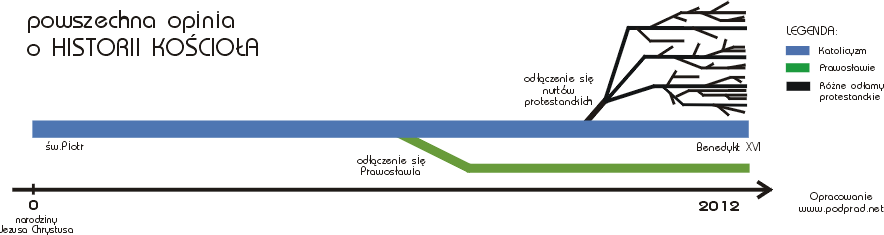 powszechna opinia
o HISTORII KOŚCIOŁA
LEGENDA:
Katolicyzm
Prawosławie
Różne odłamy
protestanckie
odłączenie się
nurtów
protestanckich
św.Piotr
Benedykt XVI
odłączenie się
Prawosławia
0
2012
narodziny
Jezusa Chrystusa
Opracowanie
www.podprad.net